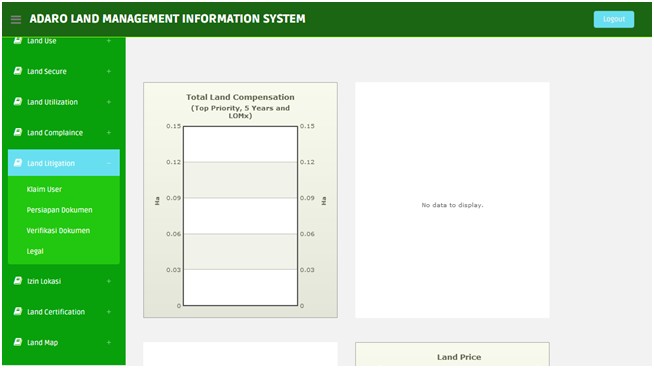 ADARO LAND MANAGEMENT INFORMATION SYSTEM
Logout
Land Use +
Land Secure +
Land Utilization +
Land Complaince +
Land Litigation −
Klaim User
Persiapan Dokumen
Verifikasi Dokumen
Legal
Izin Lokasi +
Land Certification +
Land Map +
Total Land Compensation
(Top Priority, 5 Years and
LOMx)
0.15 0.15
0.12 0.12
0.09 0.09
Ha Ha
0.06 0.06
0.03 0.03
0 0
No data to display.
Land Price